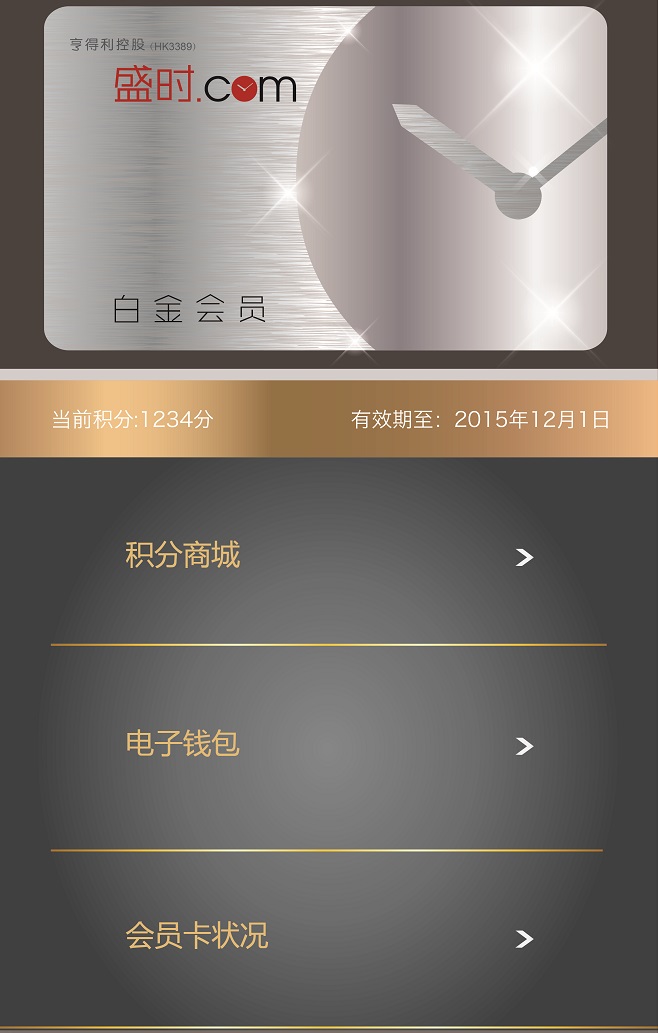 亨得利控股（HK3389）
盛时.com
白金会员
当前积分:1234分
有效期至：2015年12月1日
积分商城
电子钱包
会员卡状况